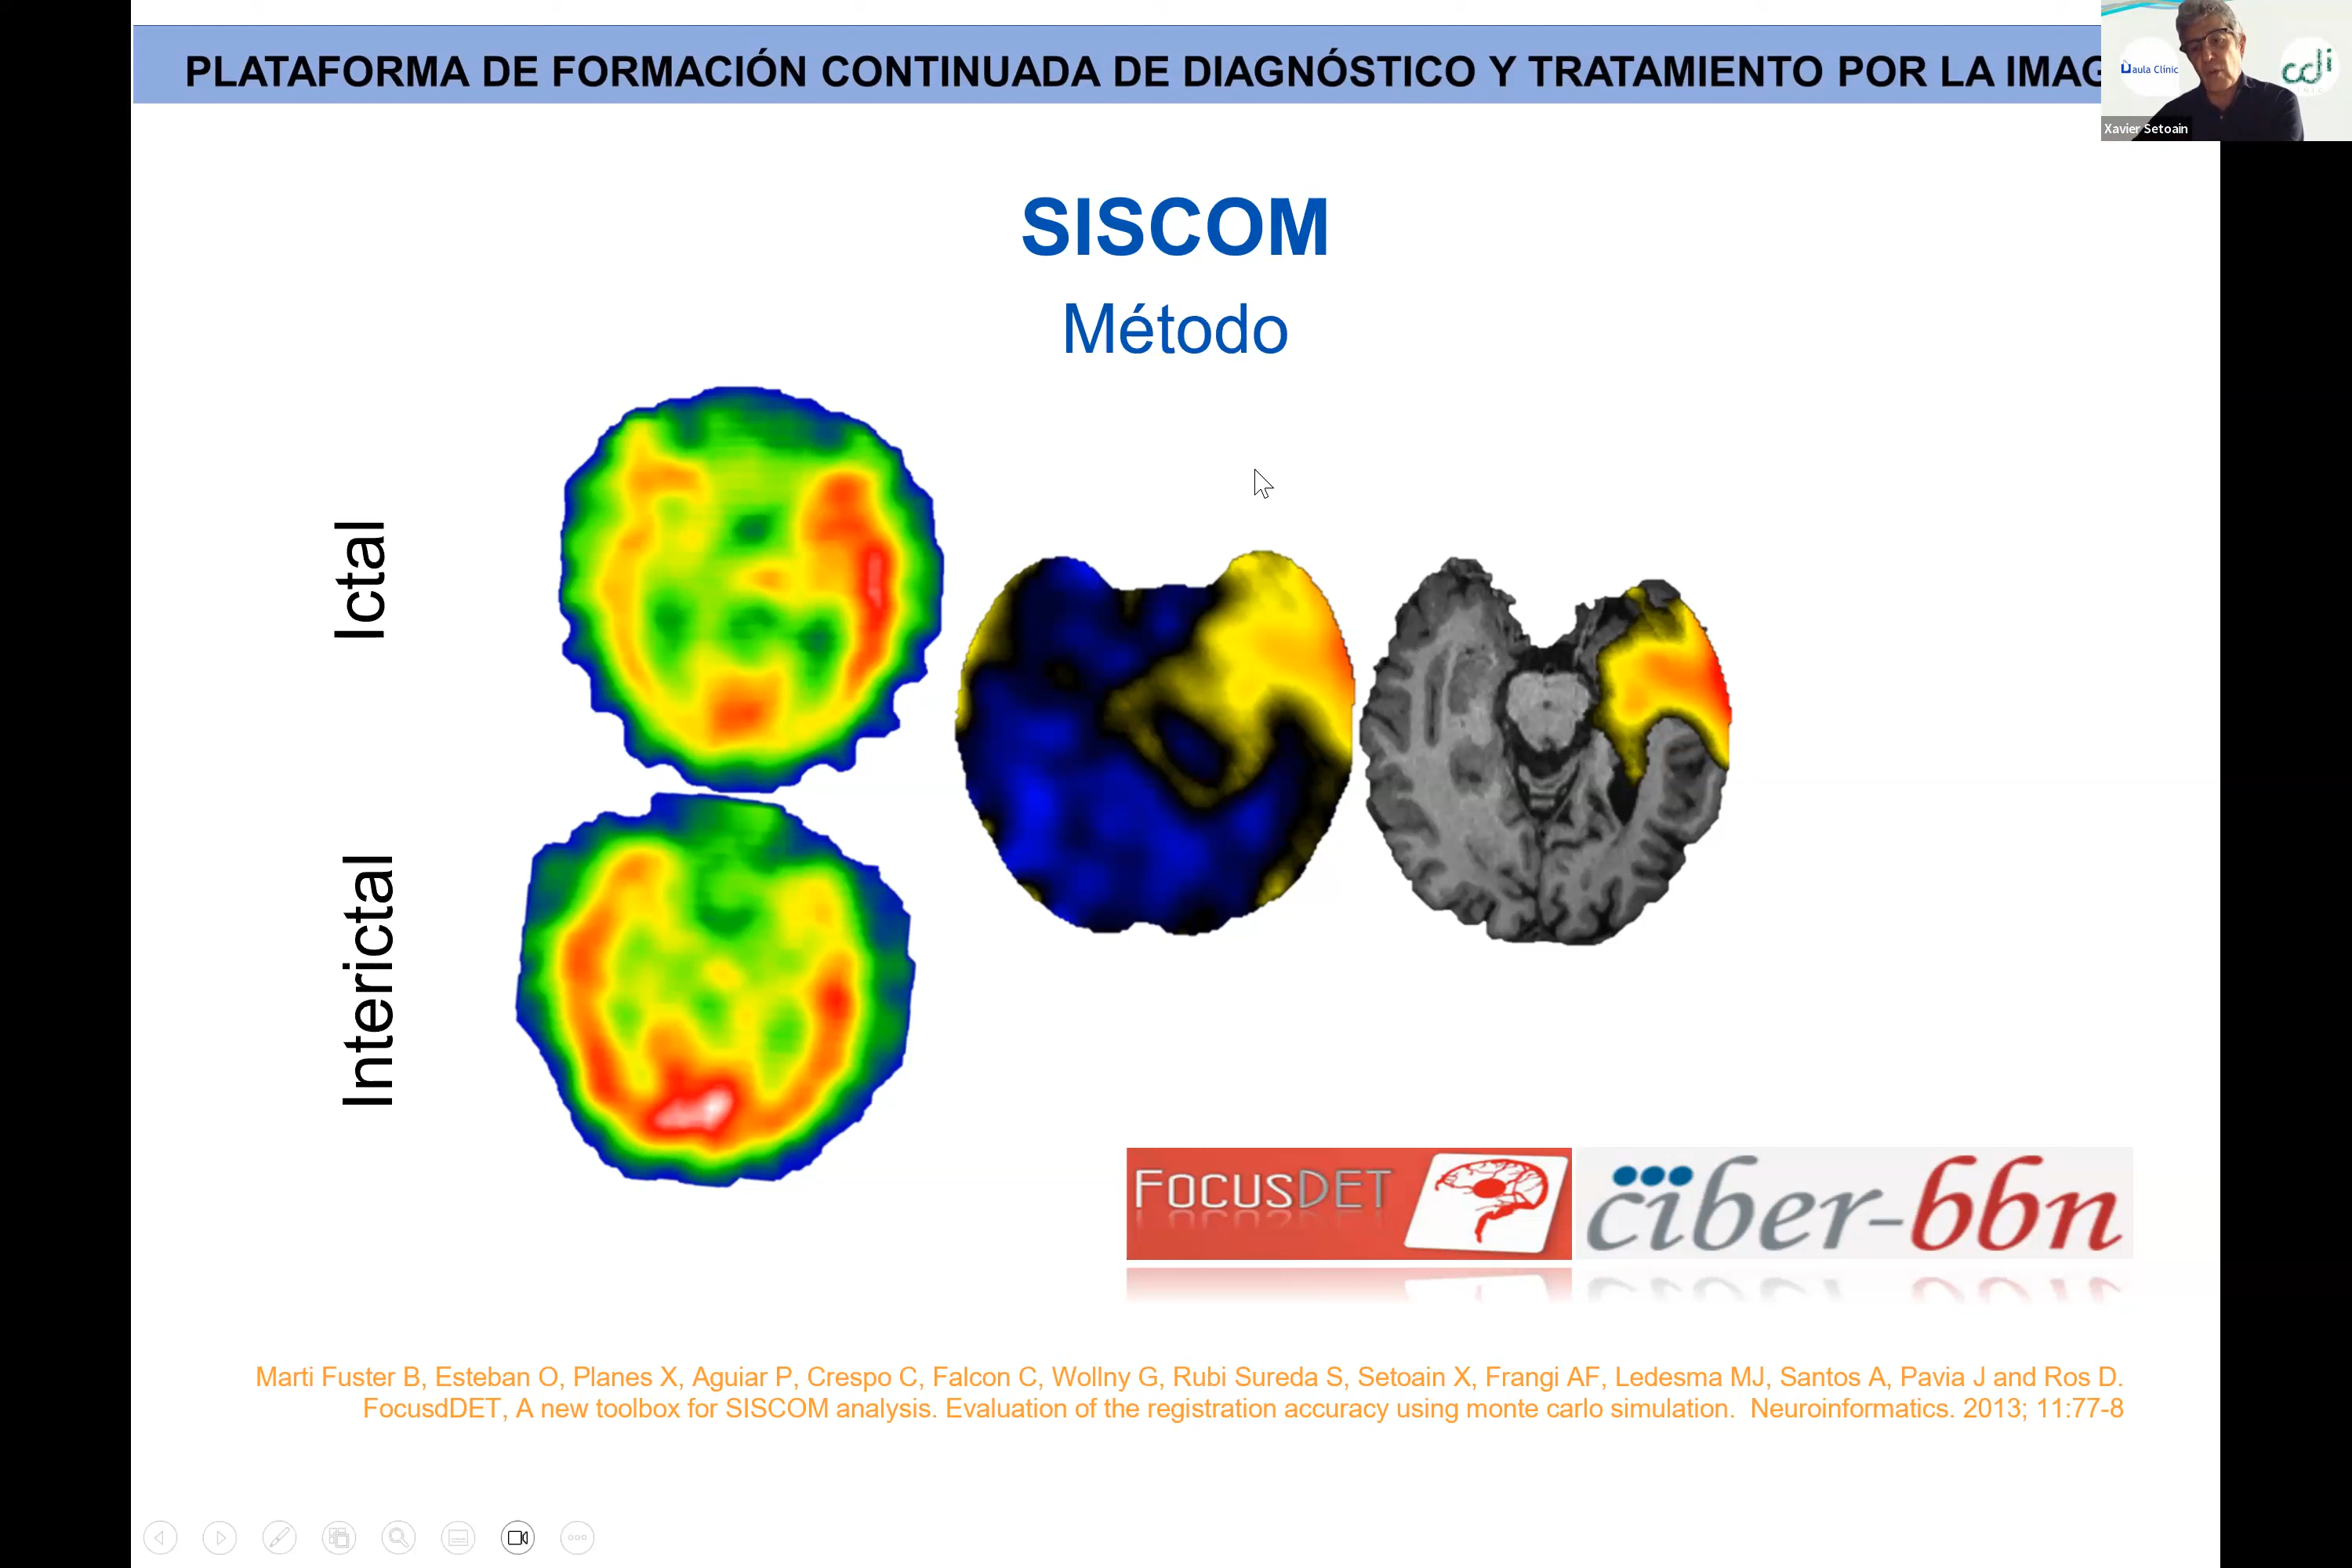 PLATAFORMA DE FORMACIÓN CONTINUADA DE DIAGNÓSTICO Y TRATAMIENTO POR LA IMAG
aula Clínic
cdi
Xavier Setoain
SISCOM
Método
Ictal
Interictal
FOCUSDET
ciber-bbn
Marti Fuster B, Esteban O, Planes X, Aguiar P, Crespo C, Falcon C, Wollny G, Rubi Sureda S, Setoain X, Frangi AF, Ledesma MJ, Santos A, Pavia J and Ros D.
FocusdDET, A new toolbox for SISCOM analysis. Evaluation of the registration accuracy using monte carlo simulation. Neuroinformatics. 2013; 11:77-8